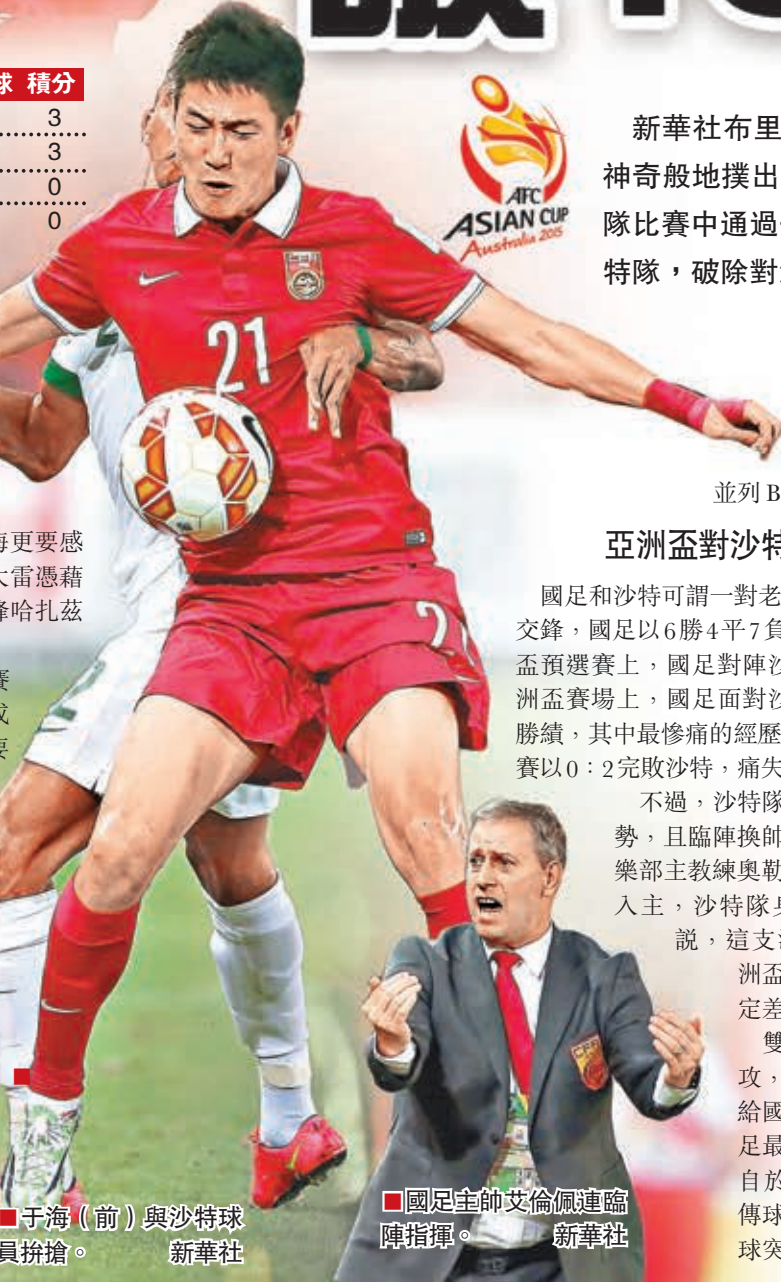 球 積分
3
3
0
0
AFC
ASIAN CUP
Australia 2015
新華社布里
神奇般地撲出
隊比賽中通過
特隊，破除對
21
並列 B
海更要感
大雷憑藉
鋒哈扎茲
賽
成
要
亞洲盃對沙特
國足和沙特可謂一對老
交鋒，國足以6勝4平7負
盃預選賽上，國足對陣沙
洲盃賽場上，國足面對沙
勝績，其中最慘痛的經歷
賽以0：2完敗沙特，痛失
不過，沙特隊
勢，且臨陣換帥
樂部主教練奧勒
入主，沙特隊
説，這支
洲盃
定差
雙
攻，
給國
足最
自於
傳球
球突
21
2
■于海（前）與沙特球
員拚搶。 新華社
■國足主帥艾倫佩連臨
陣指揮。 新華社